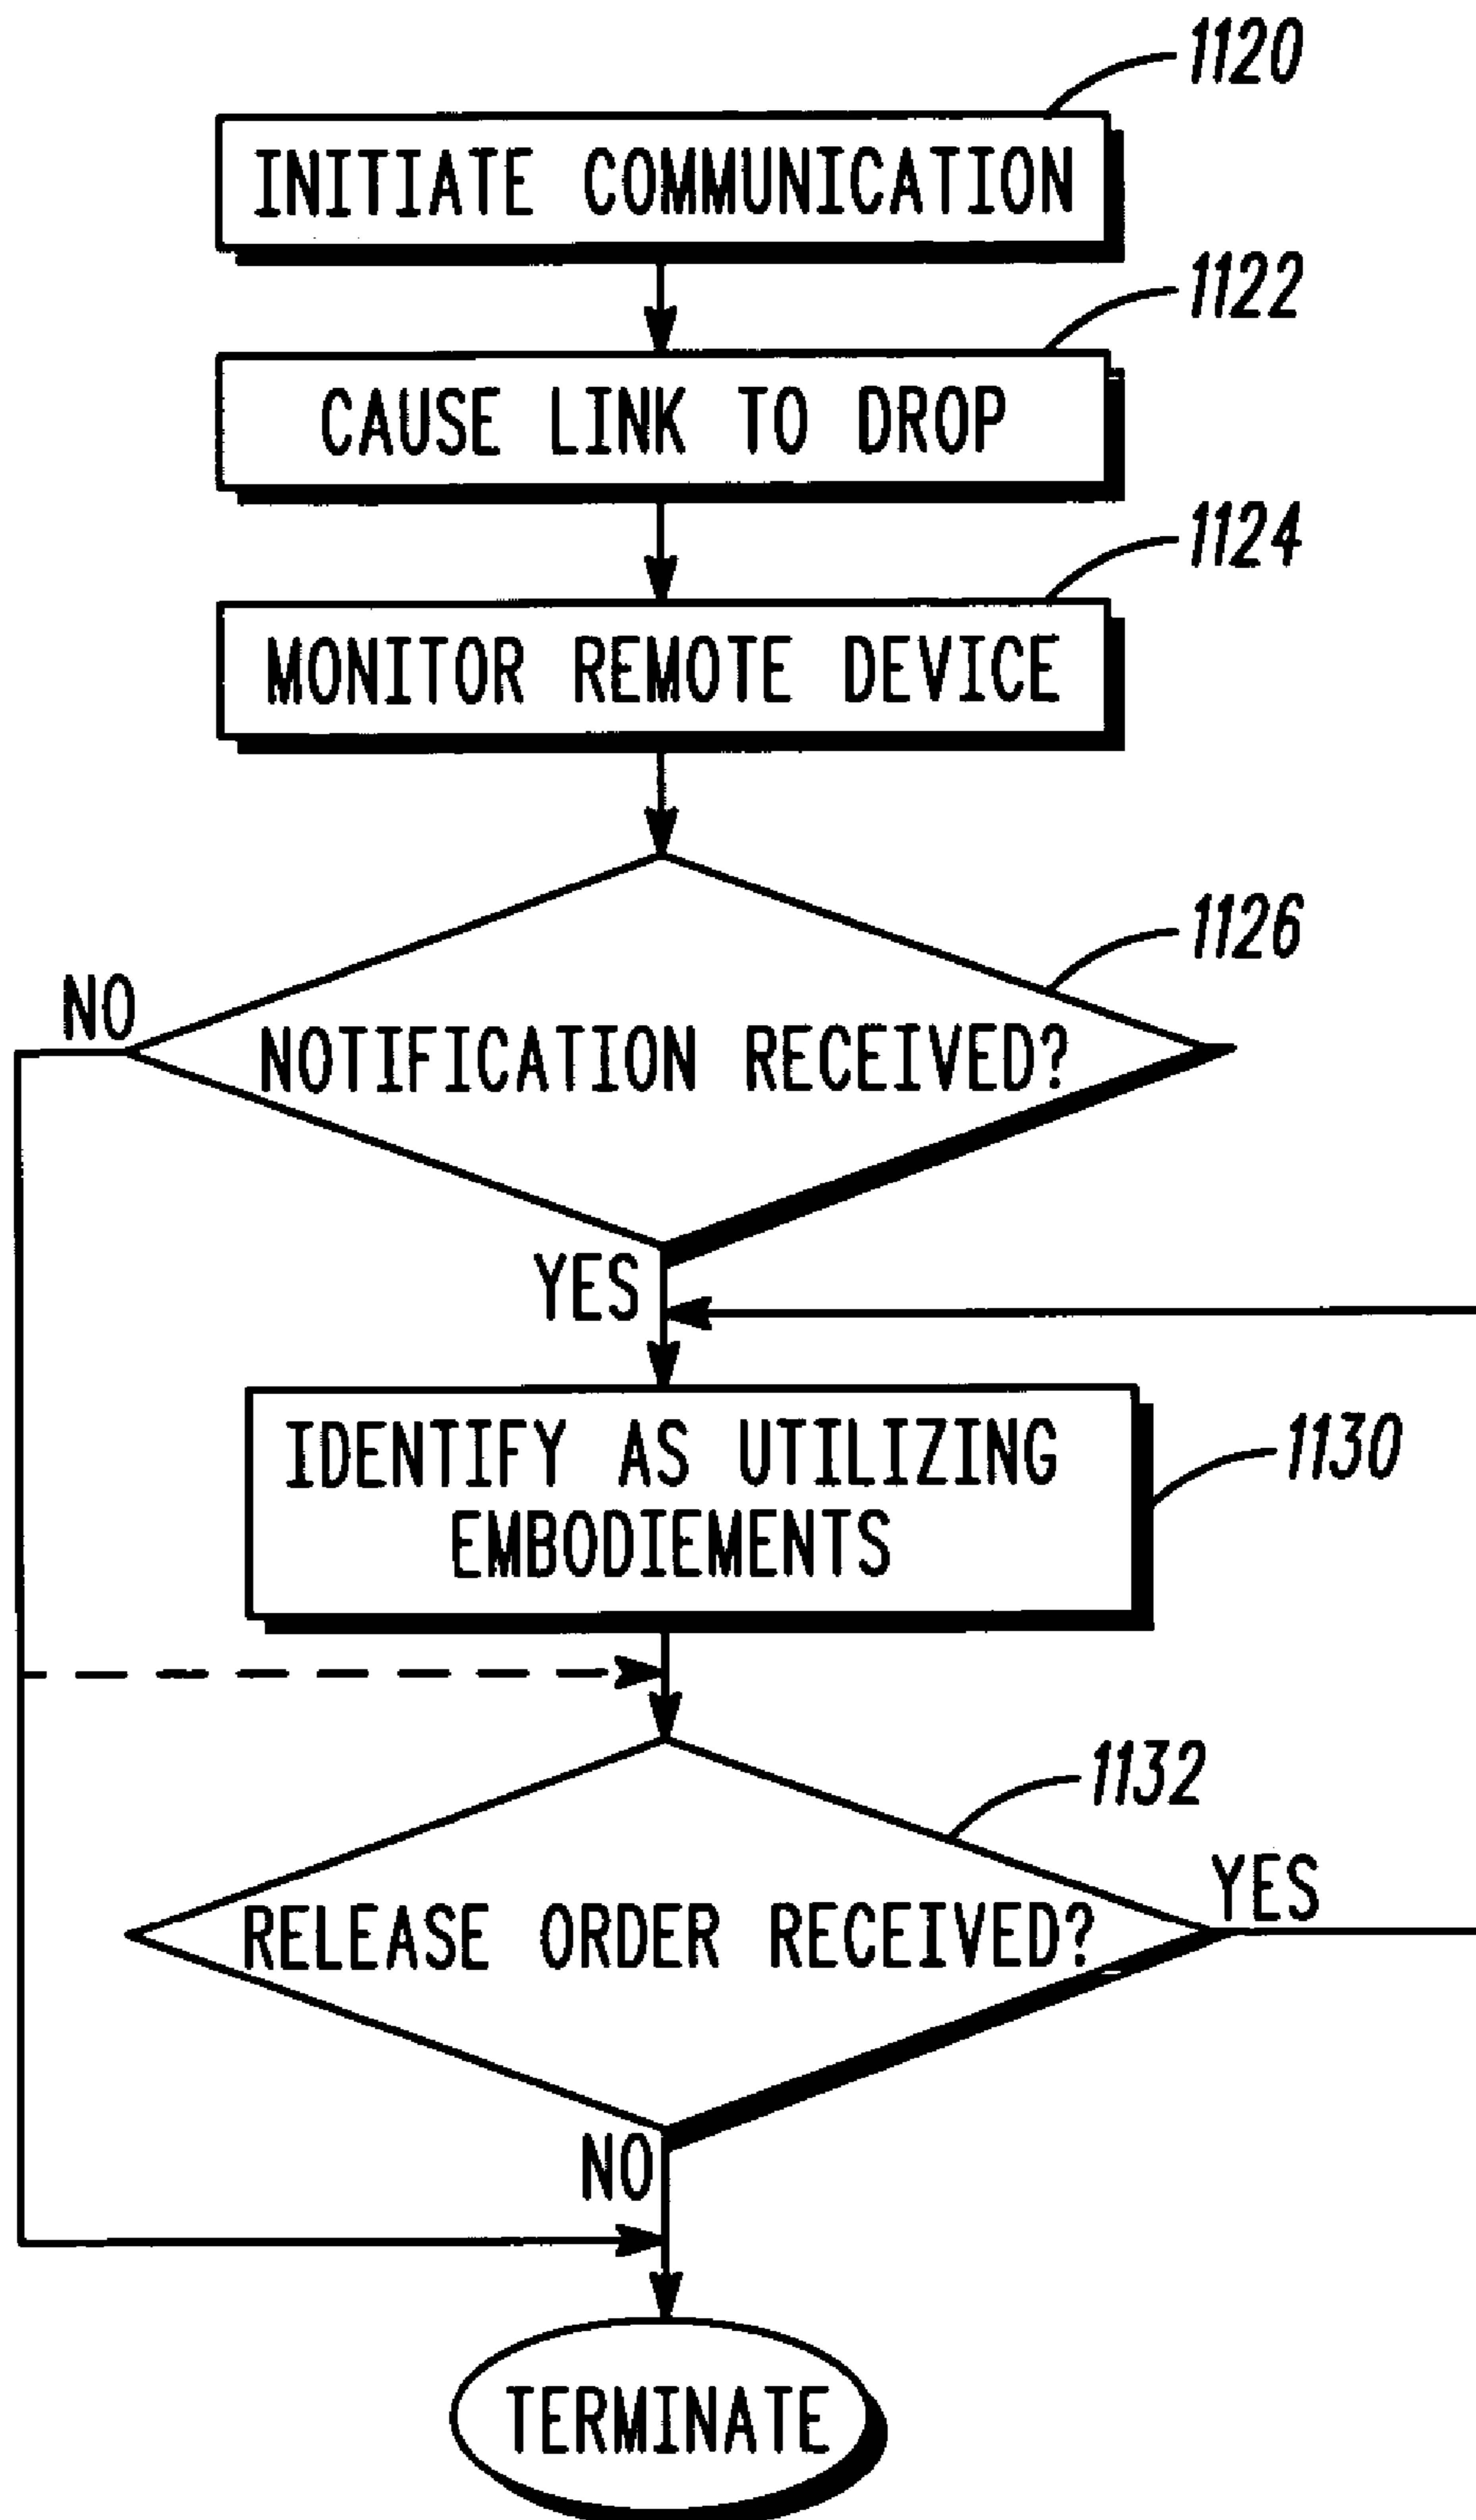 1120
INITIATE COMMUNICATION
1122
CAUSE LINK TO DROP
1124
MONITOR REMOTE DEVICE
1126
NO
NOTIFICATION RECEIVED?
YES
IDENTIFY AS UTILIZING
EMBODIEMENTS
1130
1132
YES
RELEASE ORDER RECEIVED?
NO
TERMINATE